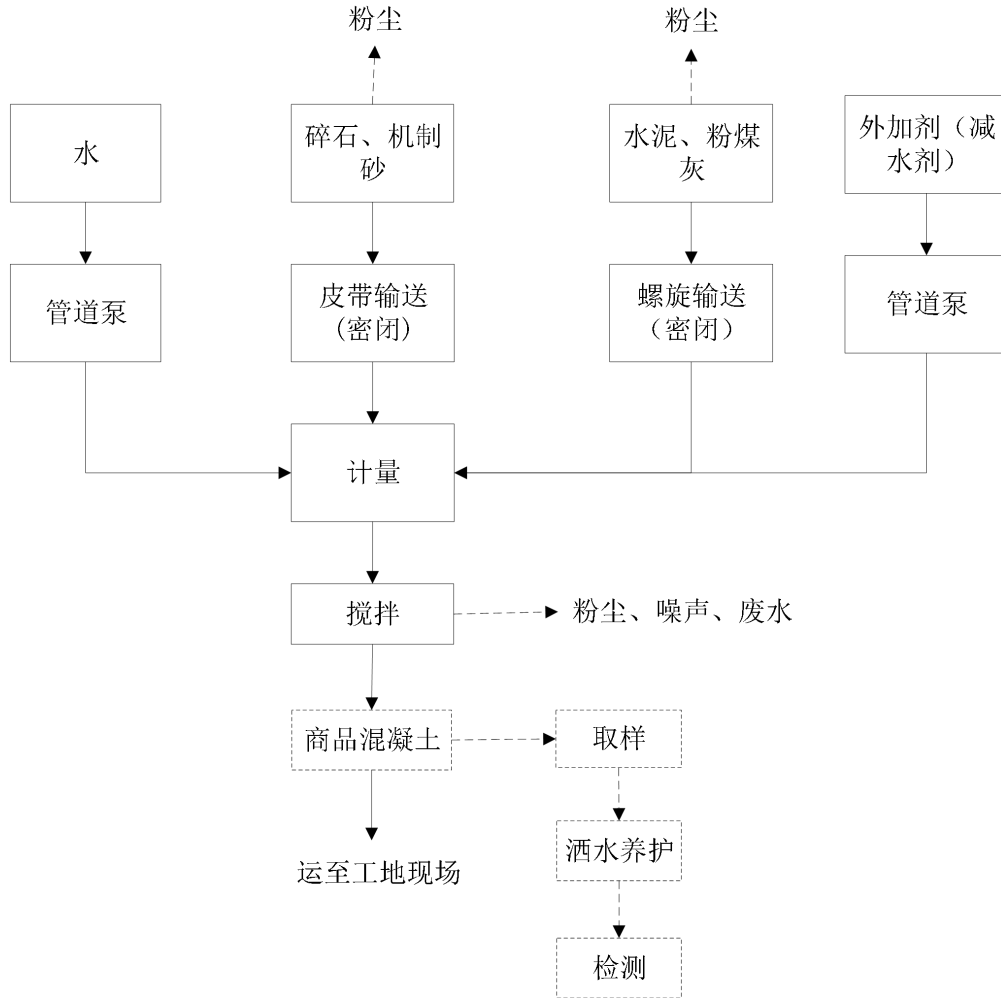 粉尘
粉尘
水
碎石、机制
砂
水泥、粉煤
灰
外加剂（减
水剂）
管道泵
皮带输送
(密闭)
螺旋输送
（密闭）
管道泵
计量
搅拌
粉尘、噪声、废水
商品混凝土
取样
运至工地现场
洒水养护
检测